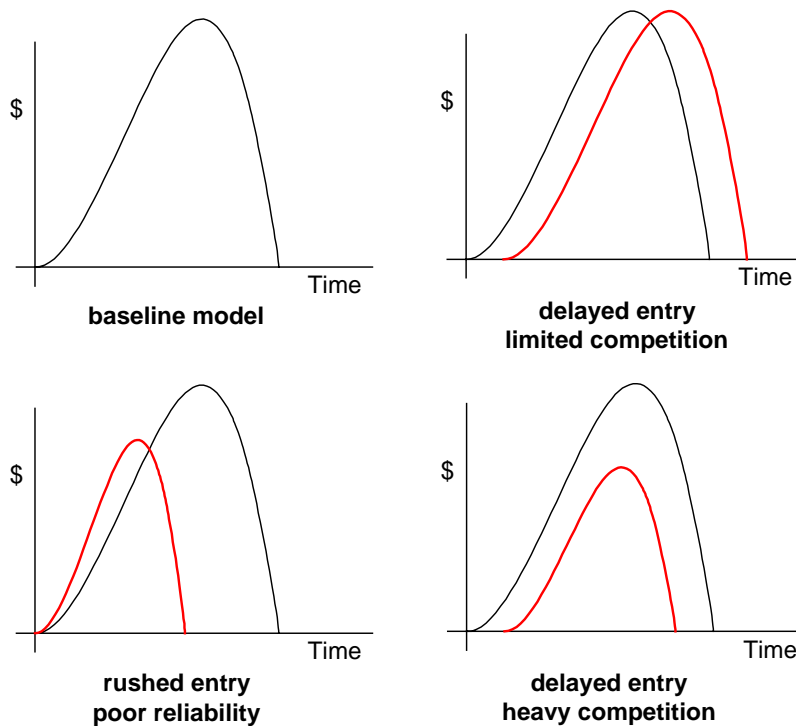 $
Time
baseline model
$
Time
delayed entry
limited competition
$
Time
rushed entry
poor reliability
$
Time
delayed entry
heavy competition